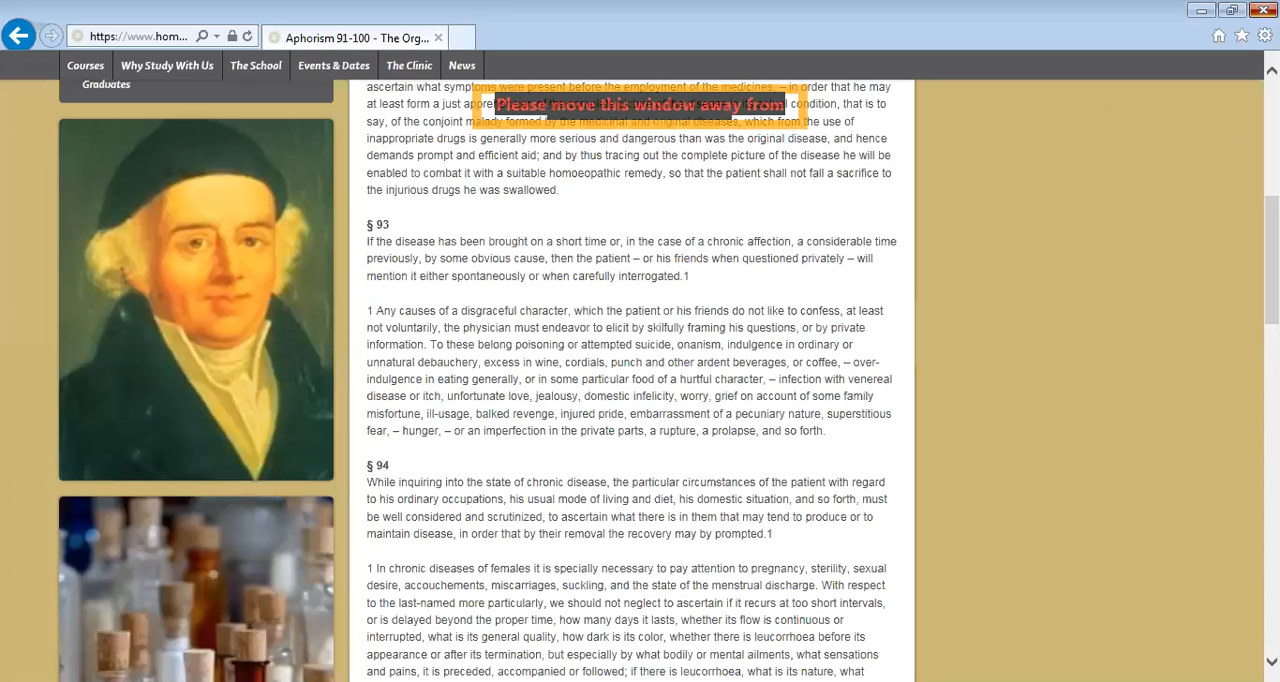 https://www.hom...
Aphorism 91-100 - The Org...
Courses
Why Study With Us
The School
Events & Dates
The Clinic
News
Graduates
ascertain what symptoms were present before the employment of the medicines, – in order that he may
Please move this window away from
at least form a just condition, that is to
say, of the conjoint malady formed by the medicinal and original diseases, which from the use of
inappropriate drugs is generally more serious and dangerous than was the original disease, and hence
demands prompt and efficient aid; and by thus tracing out the complete picture of the disease he will be
enabled to combat it with a suitable homoeopathic remedy, so that the patient shall not fall a sacrifice to
the injurious drugs he was swallowed.
§ 93
If the disease has been brought on a short time or, in the case of a chronic affection, a considerable time
previously, by some obvious cause, then the patient – or his friends when questioned privately – will
mention it either spontaneously or when carefully interrogated.1
1 Any causes of a disgraceful character, which the patient or his friends do not like to confess, at least
not voluntarily, the physician must endeavor to elicit by skilfully framing his questions, or by private
information. To these belong poisoning or attempted suicide, onanism, indulgence in ordinary or
unnatural debauchery, excess in wine, cordials, punch and other ardent beverages, or coffee, – over-
indulgence in eating generally, or in some particular food of a hurtful character, – infection with venereal
disease or itch, unfortunate love, jealousy, domestic infelicity, worry, grief on account of some family
misfortune, ill-usage, balked revenge, injured pride, embarrassment of a pecuniary nature, superstitious
fear, – hunger, – or an imperfection in the private parts, a rupture, a prolapse, and so forth.
§ 94
While inquiring into the state of chronic disease, the particular circumstances of the patient with regard
to his ordinary occupations, his usual mode of living and diet, his domestic situation, and so forth, must
be well considered and scrutinized, to ascertain what there is in them that may tend to produce or to
maintain disease, in order that by their removal the recovery may by prompted.1
1 In chronic diseases of females it is specially necessary to pay attention to pregnancy, sterility, sexual
desire, accouchements, miscarriages, suckling, and the state of the menstrual discharge. With respect
to the last-named more particularly, we should not neglect to ascertain if it recurs at too short intervals,
or is delayed beyond the proper time, how many days it lasts, whether its flow is continuous or
interrupted, what is its general quality, how dark is its color, whether there is leucorrhoea before its
appearance or after its termination, but especially by what bodily or mental ailments, what sensations
and pains, it is preceded, accompanied or followed; if there is leucorrhoea, what is its nature, what